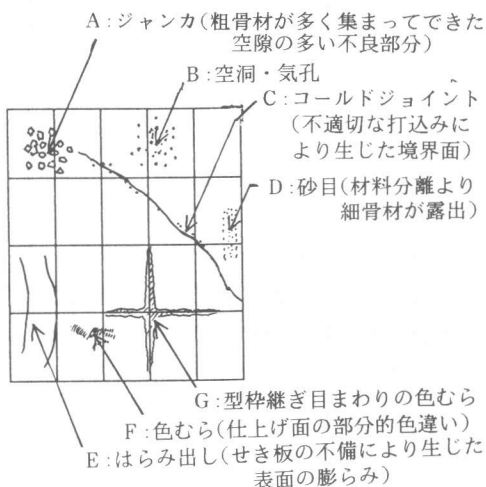 A:ジャンカ(粗骨材が多く集まってできた
空隙の多い不良部分)
B:空洞・気孔
C:コールドジョイント
(不適切な打込みに
より生じた境界面)
D:砂目(材料分離より
細骨材が露出)
G:型枠継ぎ目まわりの色むら
F:色むら(仕上げ面の部分的色違い)
E:はらみ出し(せき板の不備により生じた
表面の膨らみ)